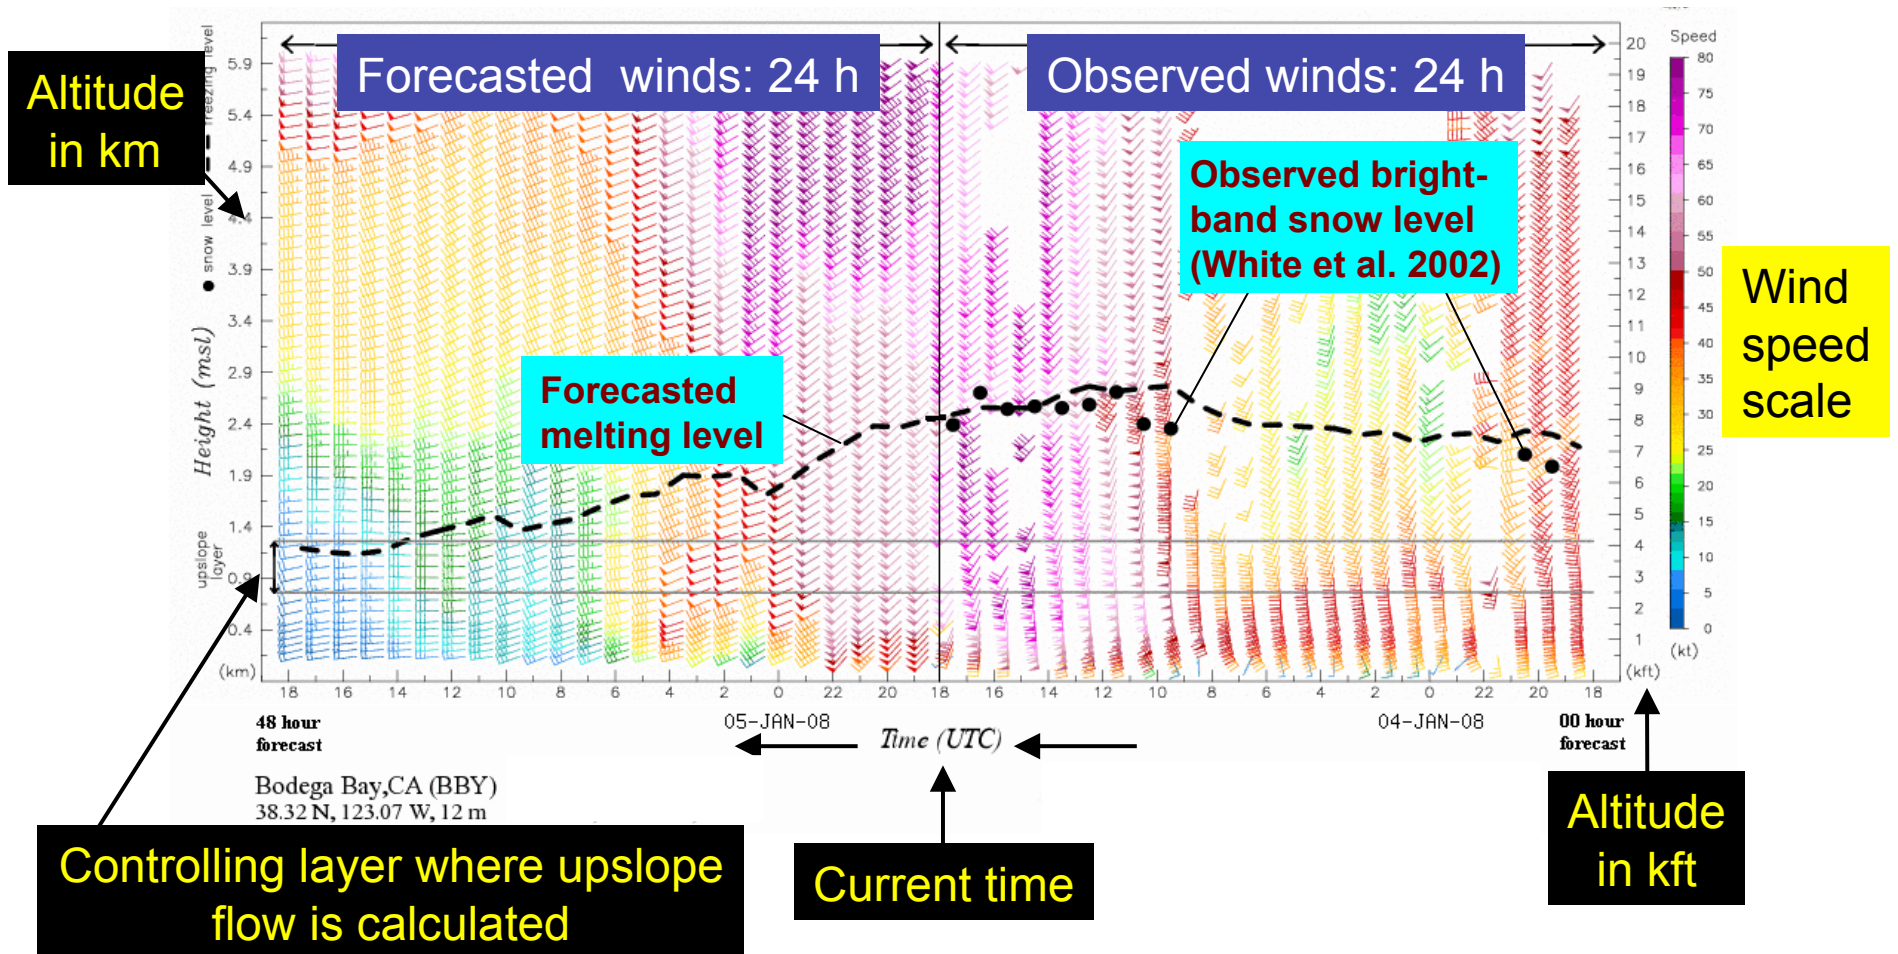 Forecasted winds: 24 h
Observed winds: 24 h
Altitude
in km
snow level
freezing level
Height (msl)
upslope
layer
5.9
5.4
4.9
4.4
3.9
3.4
2.9
2.4
1.9
1.4
0.9
0.4
(km)
Observed bright-
band snow level
(White et al. 2002)
Forecasted
melting level
20
19
18
17
16
15
14
13
12
11
10
9
8
7
6
5
4
3
2
1
(kft)
Speed
80
75
70
65
60
55
50
45
40
35
30
25
20
15
10
5
0
(kt)
Wind
speed
scale
18 16 14 12 10 8 6 4 2 0 22 20 18 16 14 12 10 8 6 4 2 0 22 20 18
48 hour
forecast
05-JAN-08
Time (UTC)
04-JAN-08
00 hour
forecast
Bodega Bay,CA (BBY)
38.32 N, 123.07 W, 12 m
Controlling layer where upslope
flow is calculated
Current time
Altitude
in kft